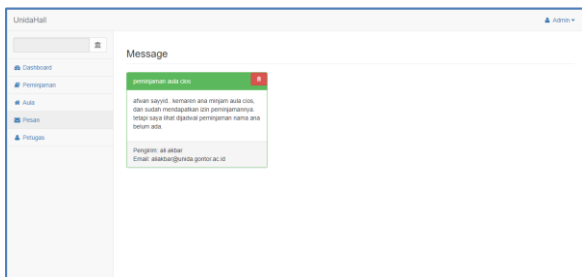 UnidaHall
Admin
Message
Dashboard
Peminjaman
Aula
Pesan
Petugas
peminjaman aula cios
afwan sayyid.. kemaren ana minjam aula cios,
dan sudah mendapatkan izin peminjamannya.
tetapi saya lihat dijadwal peminjaman nama ana
belum ada.
Pengirim: ali akbar
Email: aliakbar@unida.gontor.ac.id